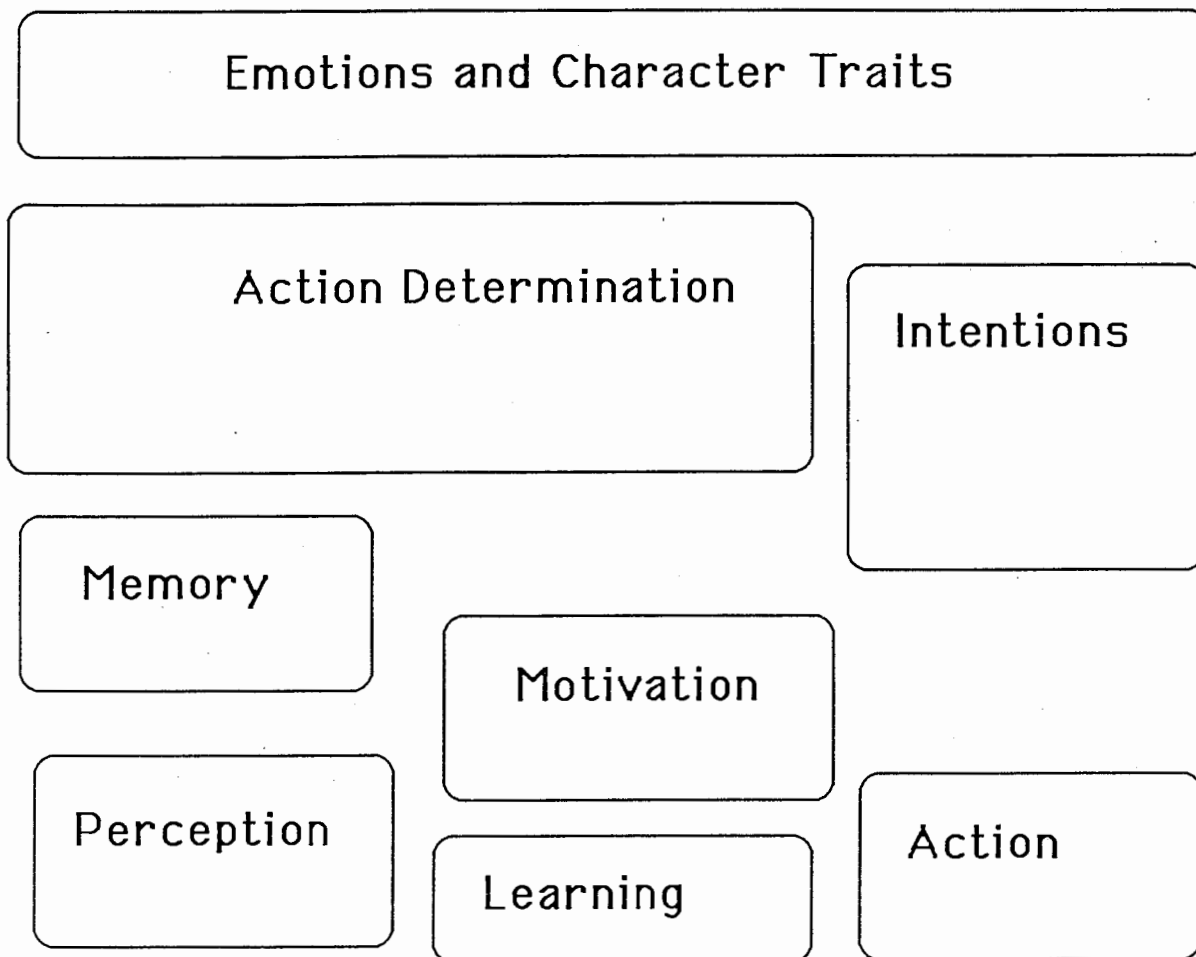 Emotions and Character Traits
Action Determination
Intentions
Memory
Motivation
Perception
Action
Learning